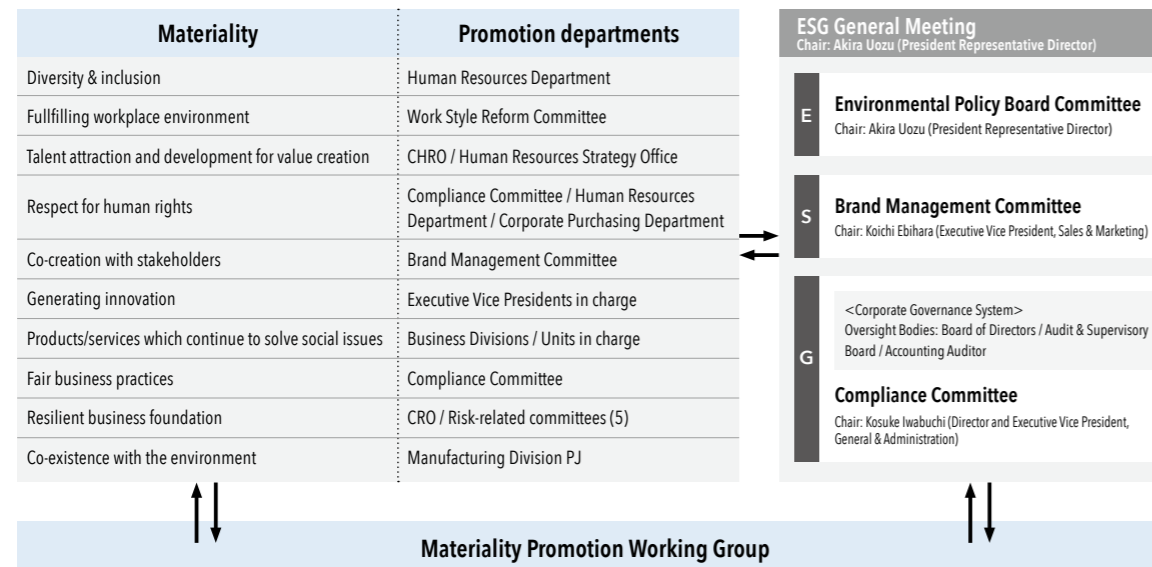 Materiality
Promotion departments
Diversity & inclusion
Human Resources Department
Fullfilling workplace environment
Work Style Reform Committee
Talent attraction and development for value creation
CHRO / Human Resources Strategy Office
Respect for human rights
Compliance Committee / Human Resources
Department / Corporate Purchasing Department
Co-creation with stakeholders
Brand Management Committee
Generating innovation
Executive Vice Presidents in charge
Products/services which continue to solve social issues
Business Divisions / Units in charge
Fair business practices
Compliance Committee
Resilient business foundation
CRO / Risk-related committees (5)
Co-existence with the environment
Manufacturing Division PJ
ESG General Meeting
Chair: Akira Uozu (President Representative Director)
E
Environmental Policy Board Committee
Chair: Akira Uozu (President Representative Director)
S
Brand Management Committee
Chair: Koichi Ebihara (Executive Vice President, Sales & Marketing)
G
<Corporate Governance System>
Oversight Bodies: Board of Directors / Audit & Supervisory
Board / Accounting Auditor
Compliance Committee
Chair: Kosuke Iwabuchi (Director and Executive Vice President,
General & Administration)
Materiality Promotion Working Group